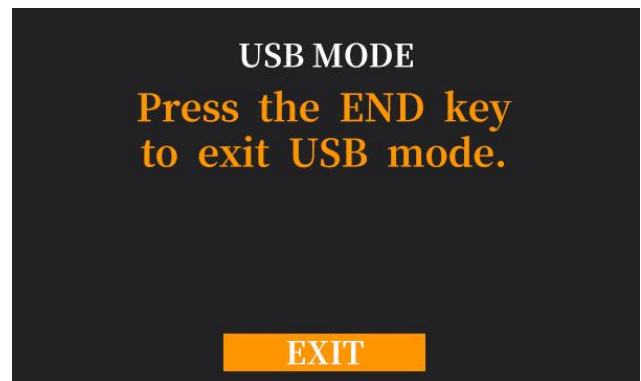 USB MODE
Press the END key
to exit USB mode.
EXIT